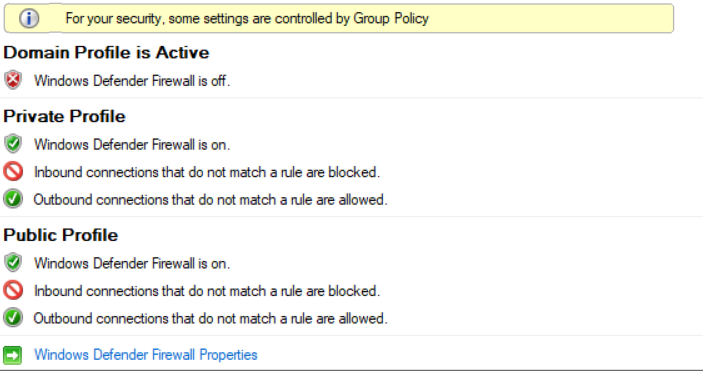 For your security, some settings are controlled by Group Policy
Domain Profile is Active
Windows Defender Firewall is off.
Private Profile
Windows Defender Firewall is on.
Inbound connections that do not match a rule are blocked.
Outbound connections that do not match a rule are allowed.
Public Profile
Windows Defender Firewall is on.
Inbound connections that do not match a rule are blocked.
Outbound connections that do not match a rule are allowed.
Windows Defender Firewall Properties